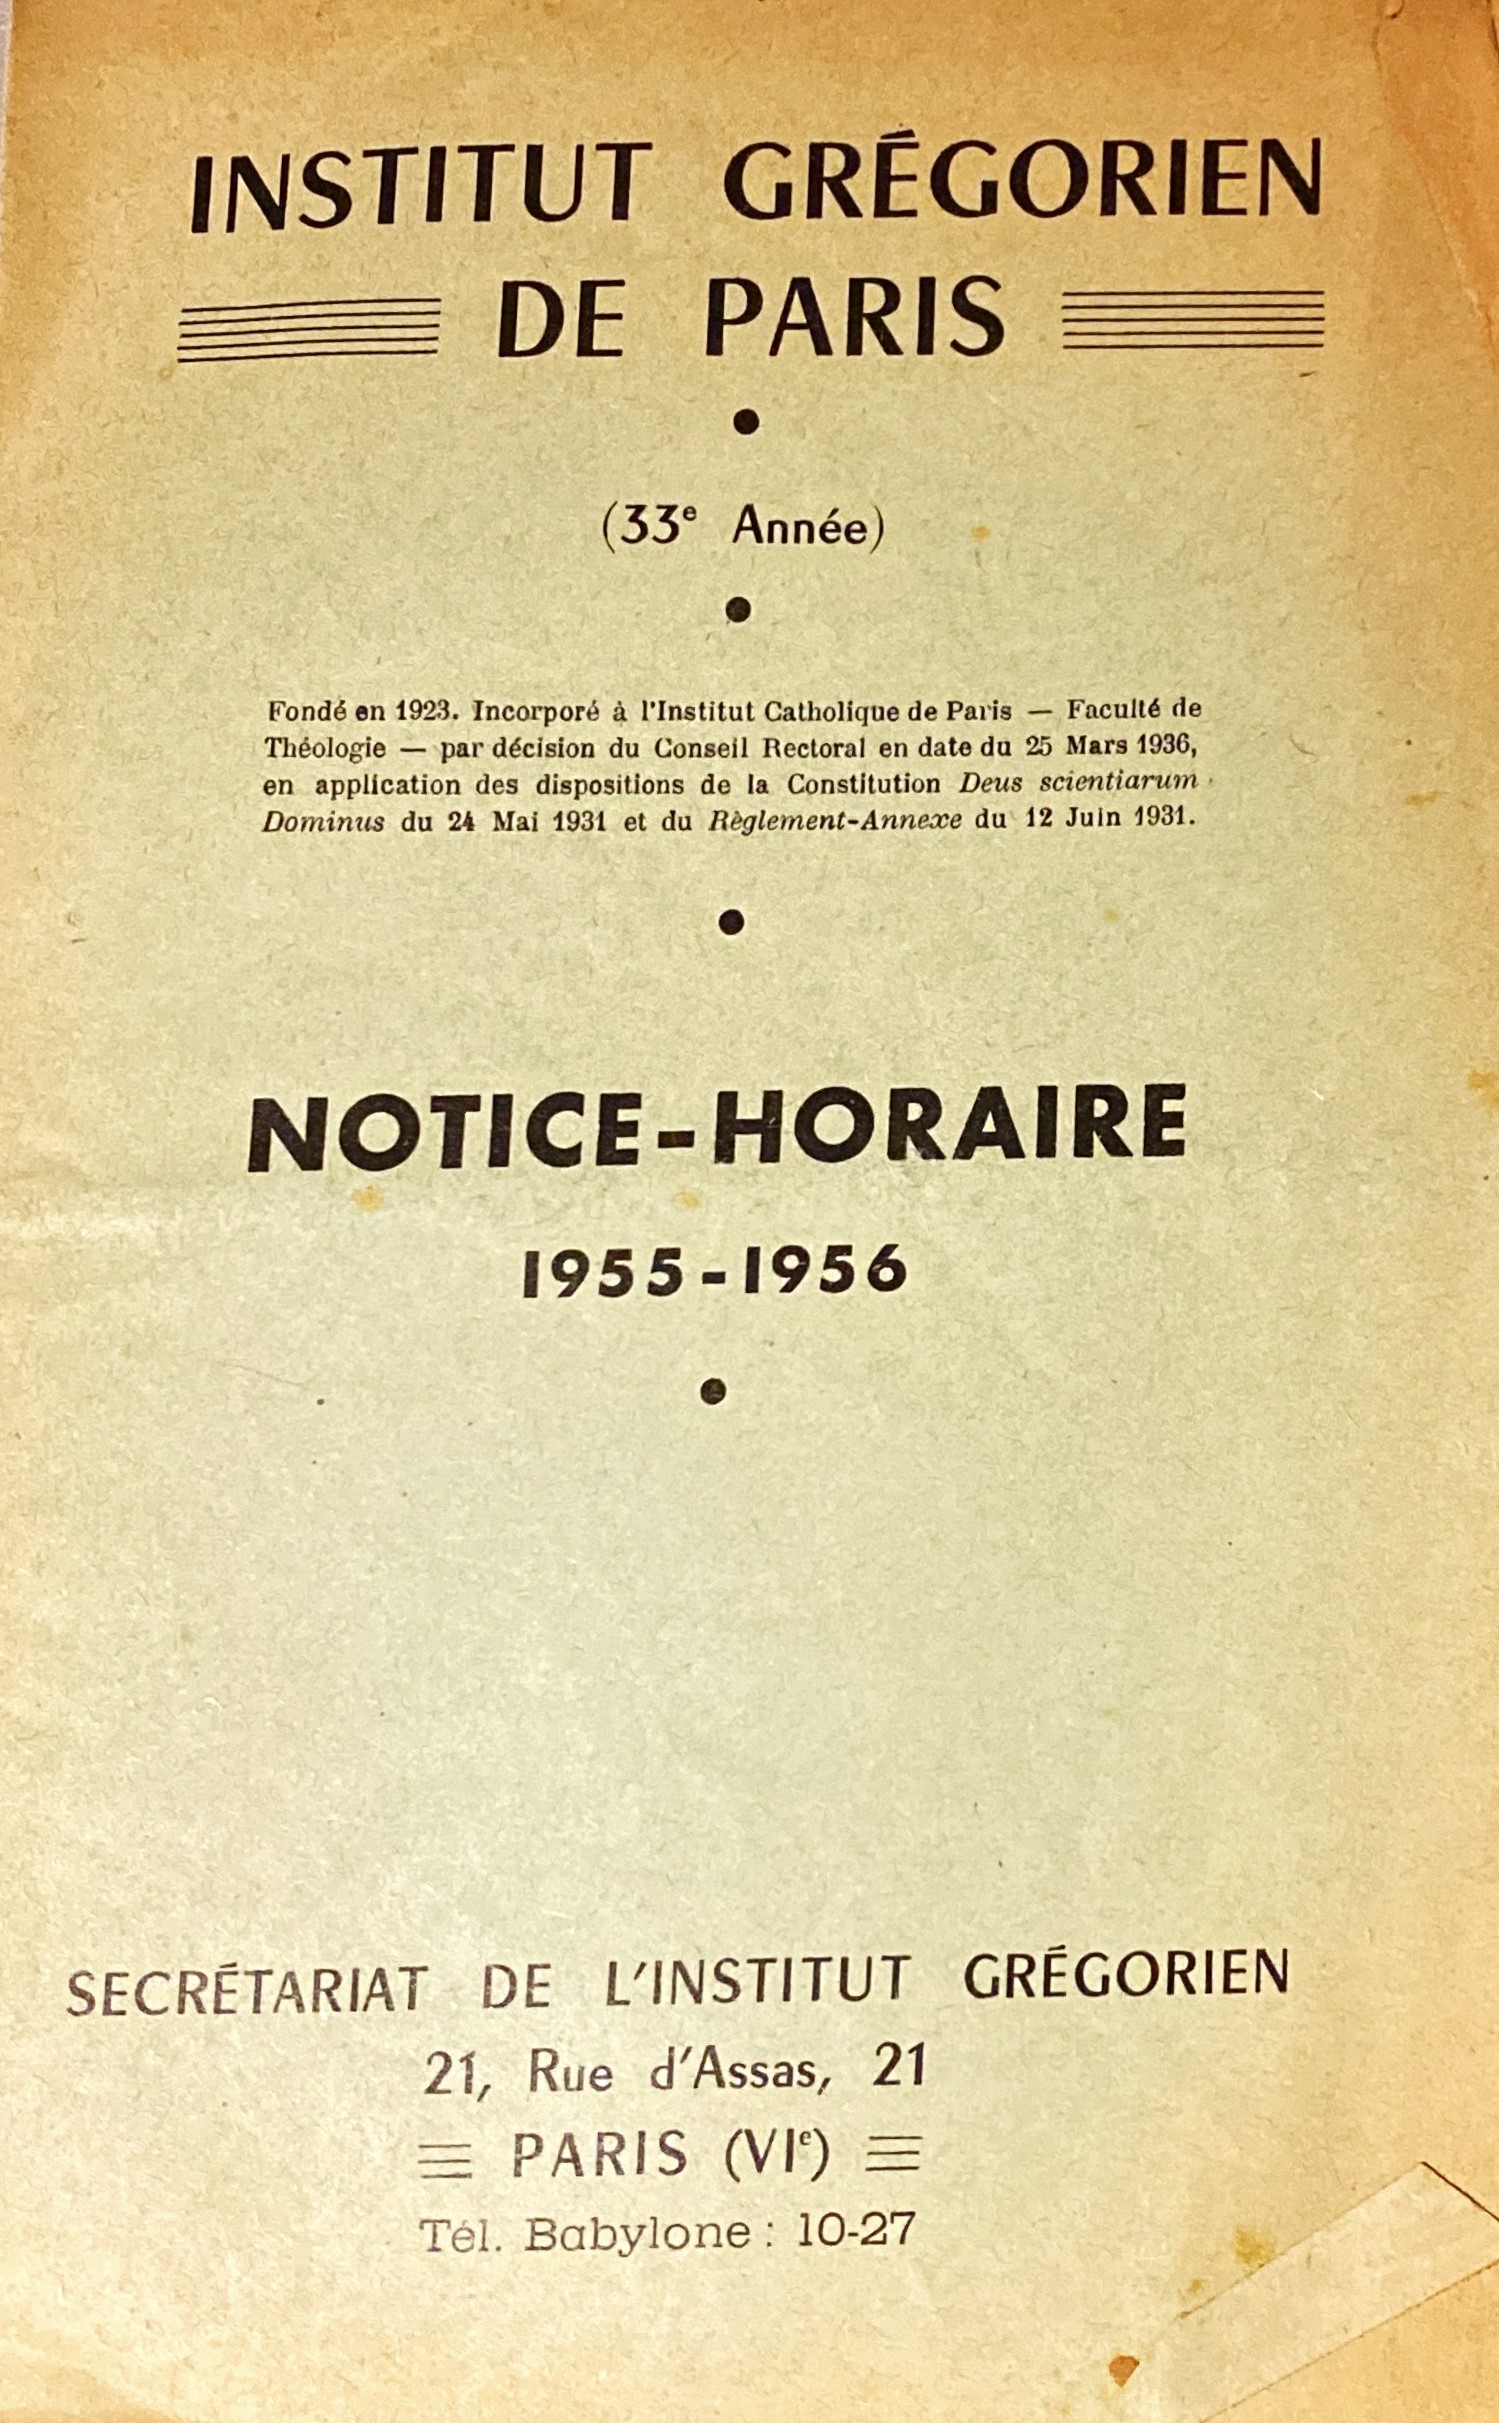 INSTITUT GRÉGORIEN
DE PARIS
(33e Année)
Fondé en 1923. Incorporé à l'Institut Catholique de Paris — Faculté de
Théologie — par décision du Conseil Rectoral en date du 25 Mars 1936,
en application des dispositions de la Constitution Deus scientiarum
Dominus du 24 Mai 1931 et du Règlement-Annexe du 12 Juin 1931.
NOTICE-HORAIRE
1955-1956
SECRÉTARIAT DE L'INSTITUT GRÉGORIEN
21, Rue d'Assas, 21
PARIS (VIe)
Tél. Babylone : 10-27